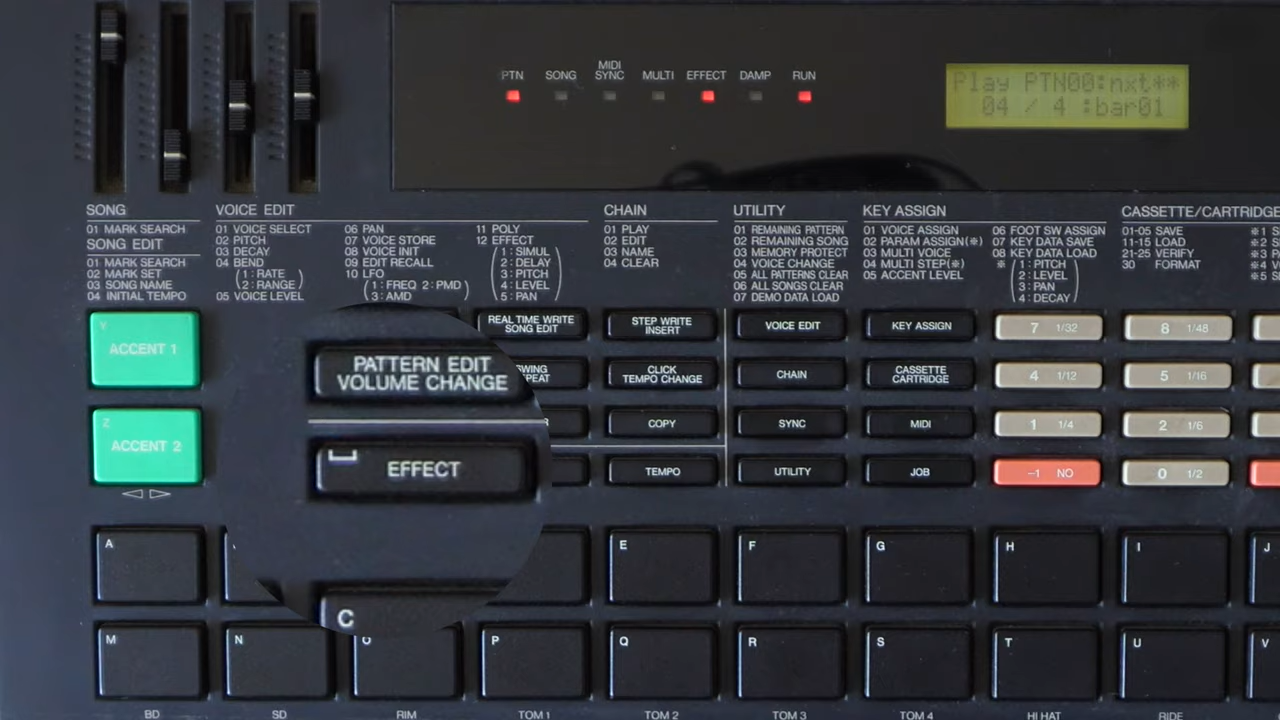 PTN SONG MIDI SYNC MULTI EFFECT DAMP RUN
Play PTN00:nxt**
04 / 4 :bar01
SONG
01 MARK SEARCH
SONG EDIT
01 MARK SEARCH
02 MARK SET
03 SONG NAME
04 INITIAL TEMPO
VOICE EDIT
01 VOICE SELECT
02 PITCH
03 DECAY
04 BEND
(1: RATE
2: RANGE)
05 VOICE LEVEL
06 PAN
07 VOICE STORE
08 VOICE INIT
09 EDIT RECALL
10 LFO
(1: FREQ 2: PMD
3: AMD)
11 POLY
12 EFFECT
(1: SIMUL
2: DELAY
3: PITCH
4: LEVEL
5: PAN)
CHAIN
01 PLAY
02 EDIT
03 NAME
04 CLEAR
UTILITY
01 REMAINING PATTERN
02 REMAINING SONG
03 MEMORY PROTECT
04 VOICE CHANGE
05 ALL PATTERNS CLEAR
06 ALL SONGS CLEAR
07 DEMO DATA LOAD
KEY ASSIGN
01 VOICE ASSIGN
02 PARAM ASSIGN(※)
03 MULTI VOICE
04 MULTI STEP(※)
05 ACCENT LEVEL
06 FOOT SW ASSIGN
07 KEY DATA SAVE
08 KEY DATA LOAD
※ (1: PITCH
2: LEVEL
3: PAN
4: DECAY)
CASSETTE/CARTRIDGE
01-05 SAVE
11-15 LOAD
21-25 VERIFY
30 FORMAT
※1 S
※2
※3 P
※4 V
※5 S
Y
ACCENT 1
Z
ACCENT 2
PATTERN EDIT
VOLUME CHANGE
EFFECT
C
REAL TIME WRITE
SONG EDIT
STEP WRITE
INSERT
VOICE EDIT
KEY ASSIGN
7 1/32
8 1/48
CLICK
TEMPO CHANGE
CHAIN
CASSETTE
CARTRIDGE
4 1/12
5 1/16
COPY
SYNC
MIDI
1 1/4
2 1/6
TEMPO
UTILITY
JOB
-1 NO
0 1/2
A E F G H I J
M N O P Q R S T U V
BD SD RIM TOM 1 TOM 2 TOM 3 TOM 4 HI HAT RIDE